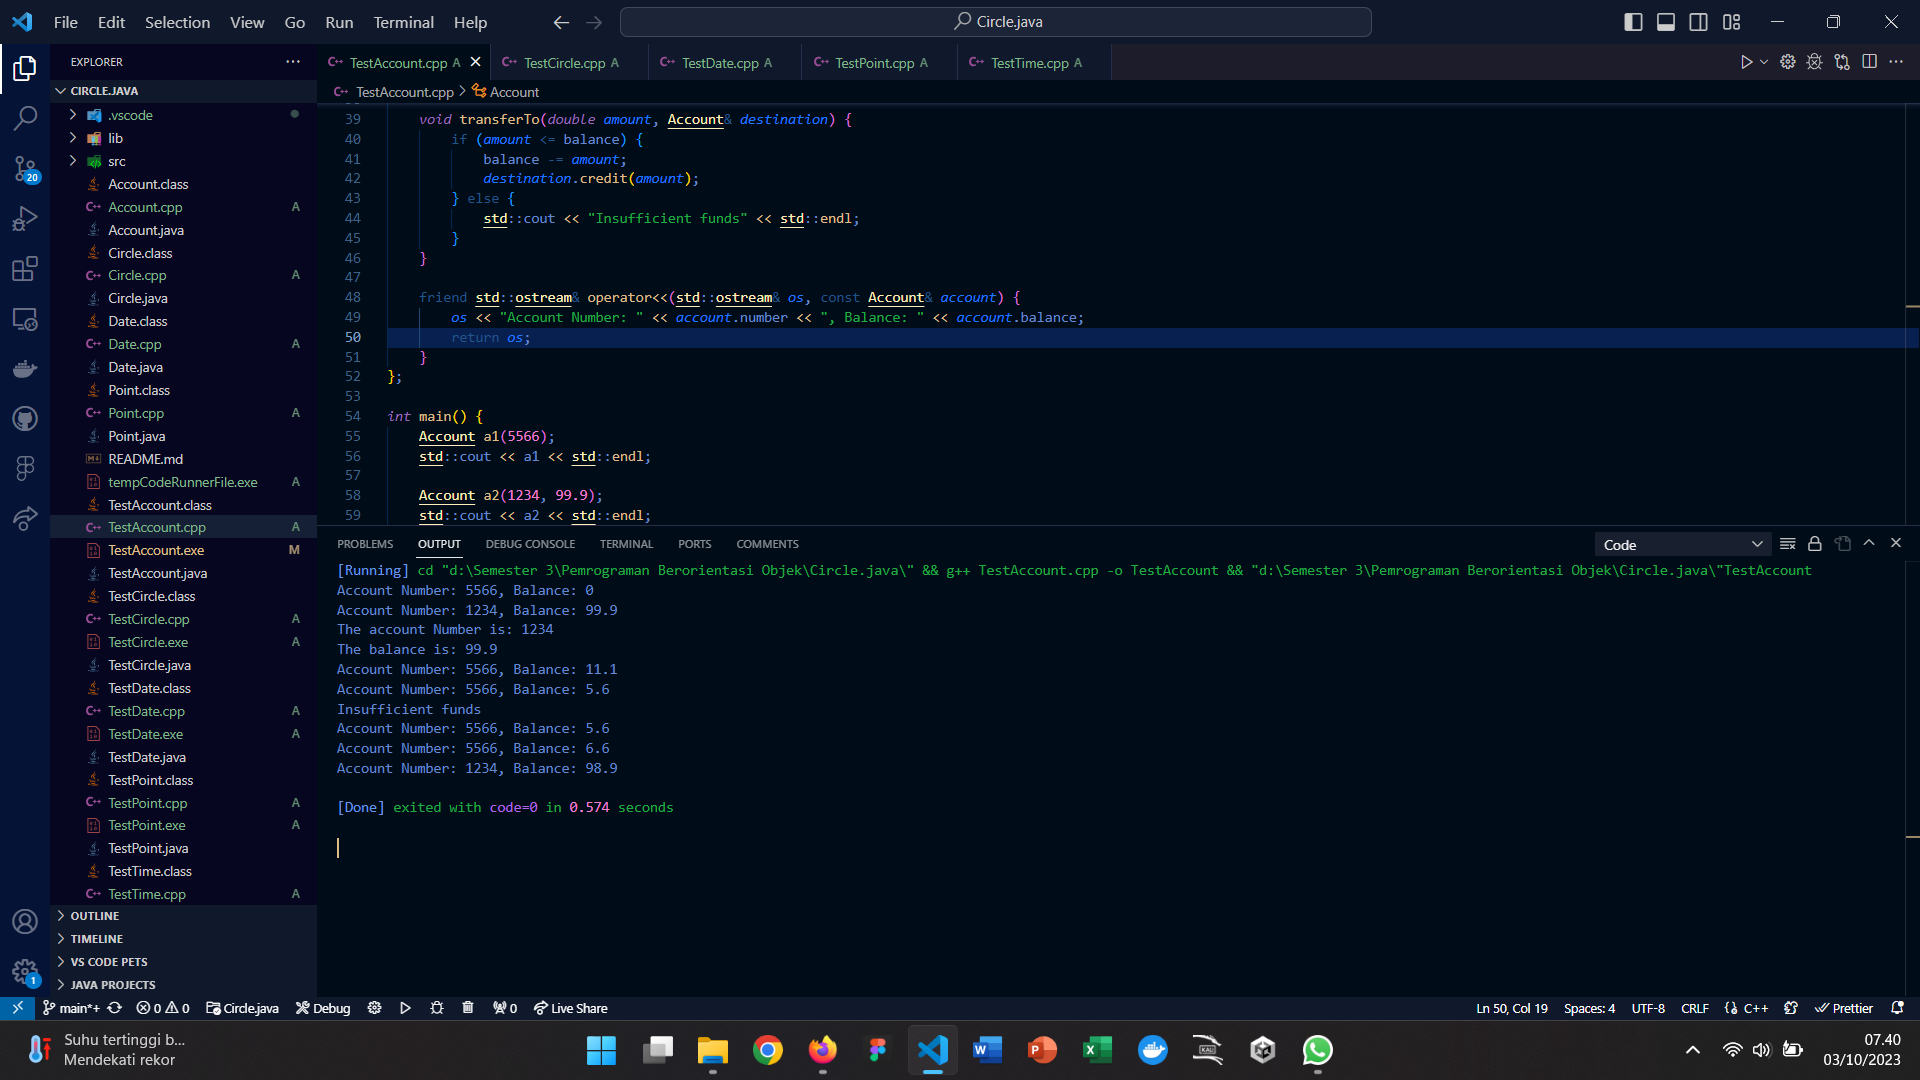 File Edit Selection View Go Run Terminal Help
Circle.java
EXPLORER
TestAccount.cpp A
TestCircle.cpp A
TestDate.cpp A
TestPoint.cpp A
TestTime.cpp A
CIRCLE.JAVA
TestAccount.cpp > Account
.vscode
lib
src
Account.class
Account.cpp A
Account.java
Circle.class
Circle.cpp A
Circle.java
Date.class
Date.cpp A
Date.java
Point.class
Point.cpp A
Point.java
README.md
tempCodeRunnerFile.exe A
TestAccount.class
TestAccount.cpp A
TestAccount.exe M
TestAccount.java
TestCircle.class
TestCircle.cpp A
TestCircle.exe A
TestCircle.java
TestDate.class
TestDate.cpp A
TestDate.exe A
TestDate.java
TestPoint.class
TestPoint.cpp A
TestPoint.exe A
TestPoint.java
TestTime.class
TestTime.cpp A
OUTLINE
TIMELINE
VS CODE PETS
JAVA PROJECTS
20
1
39 void transferTo(double amount, Account& destination) {
40 if (amount <= balance) {
41 balance -= amount;
42 destination.credit(amount);
43 } else {
44 std::cout << "Insufficient funds" << std::endl;
45 }
46 }
47
48 friend std::ostream& operator<<(std::ostream& os, const Account& account) {
49 os << "Account Number: " << account.number << ", Balance: " << account.balance;
50 return os;
51 }
52 };
53
54 int main() {
55 Account a1(5566);
56 std::cout << a1 << std::endl;
57
58 Account a2(1234, 99.9);
59 std::cout << a2 << std::endl;
PROBLEMS OUTPUT DEBUG CONSOLE TERMINAL PORTS COMMENTS
Code
[Running] cd "d:\Semester 3\Pemrograman Berorientasi Objek\Circle.java\" && g++ TestAccount.cpp -o TestAccount && "d:\Semester 3\Pemrograman Berorientasi Objek\Circle.java\"TestAccount
Account Number: 5566, Balance: 0
Account Number: 1234, Balance: 99.9
The account Number is: 1234
The balance is: 99.9
Account Number: 5566, Balance: 11.1
Account Number: 5566, Balance: 5.6
Insufficient funds
Account Number: 5566, Balance: 5.6
Account Number: 5566, Balance: 6.6
Account Number: 1234, Balance: 98.9
[Done] exited with code=0 in 0.574 seconds
main*+ 0 0 Circle.java Debug 0 Live Share
Ln 50, Col 19 Spaces: 4 UTF-8 CRLF {} C++ Prettier
Suhu tertinggi b...
Mendekati rekor
07.40
03/10/2023